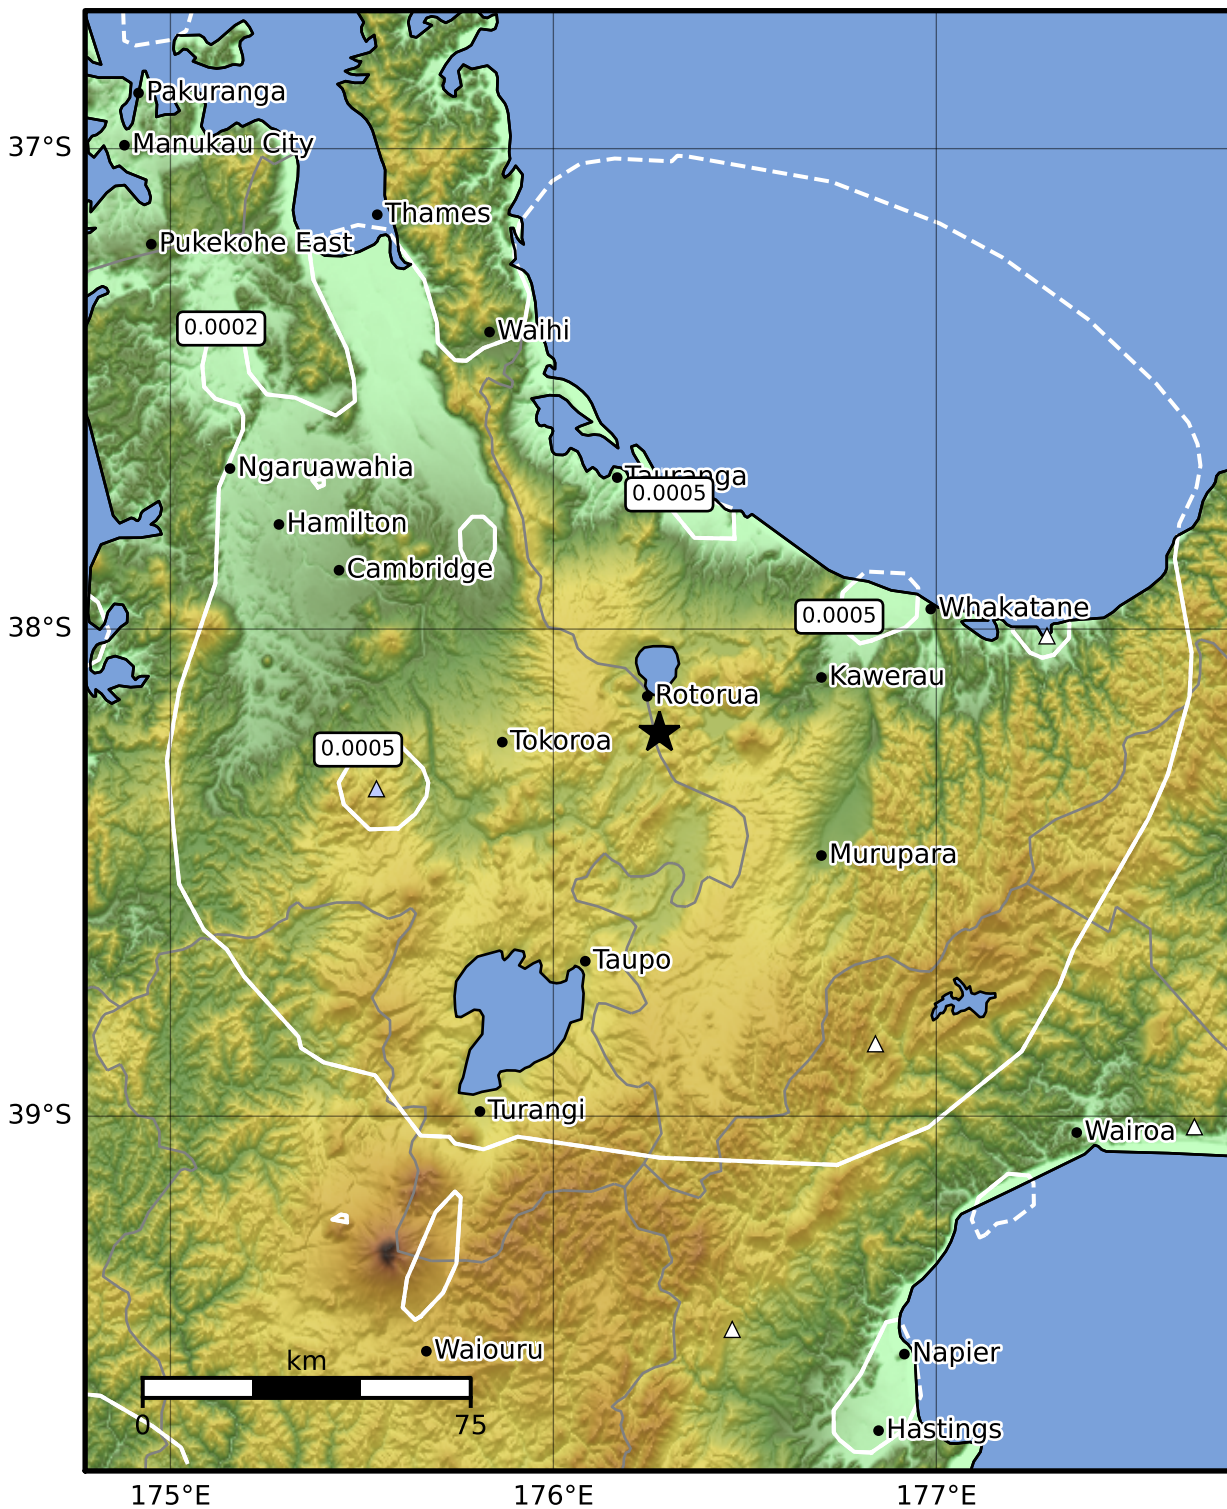 Pakuranga
37°S
Manukau City
Thames
Pukekohe East
0.0002
Waihi
Ngaruawahia
Tauranga
0.0005
Hamilton
Cambridge
0.0005
Whakatane
38°S
Kawerau
Rotorua
Tokoroa
0.0005
Murupara
Taupo
39°S
Turangi
Wairoa
Waiouru
Napier
km
0
75
Hastings
175°E
176°E
177°E